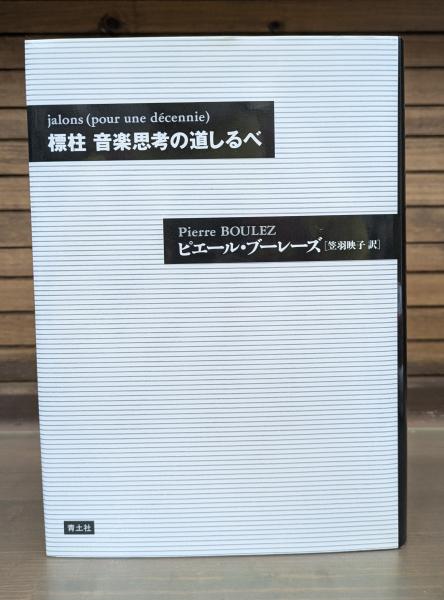 jalons (pour une décennie)
標柱 音楽思考の道しるべ
Pierre BOULEZ
ピエール・ブーレーズ［笠羽映子 訳］
青土社